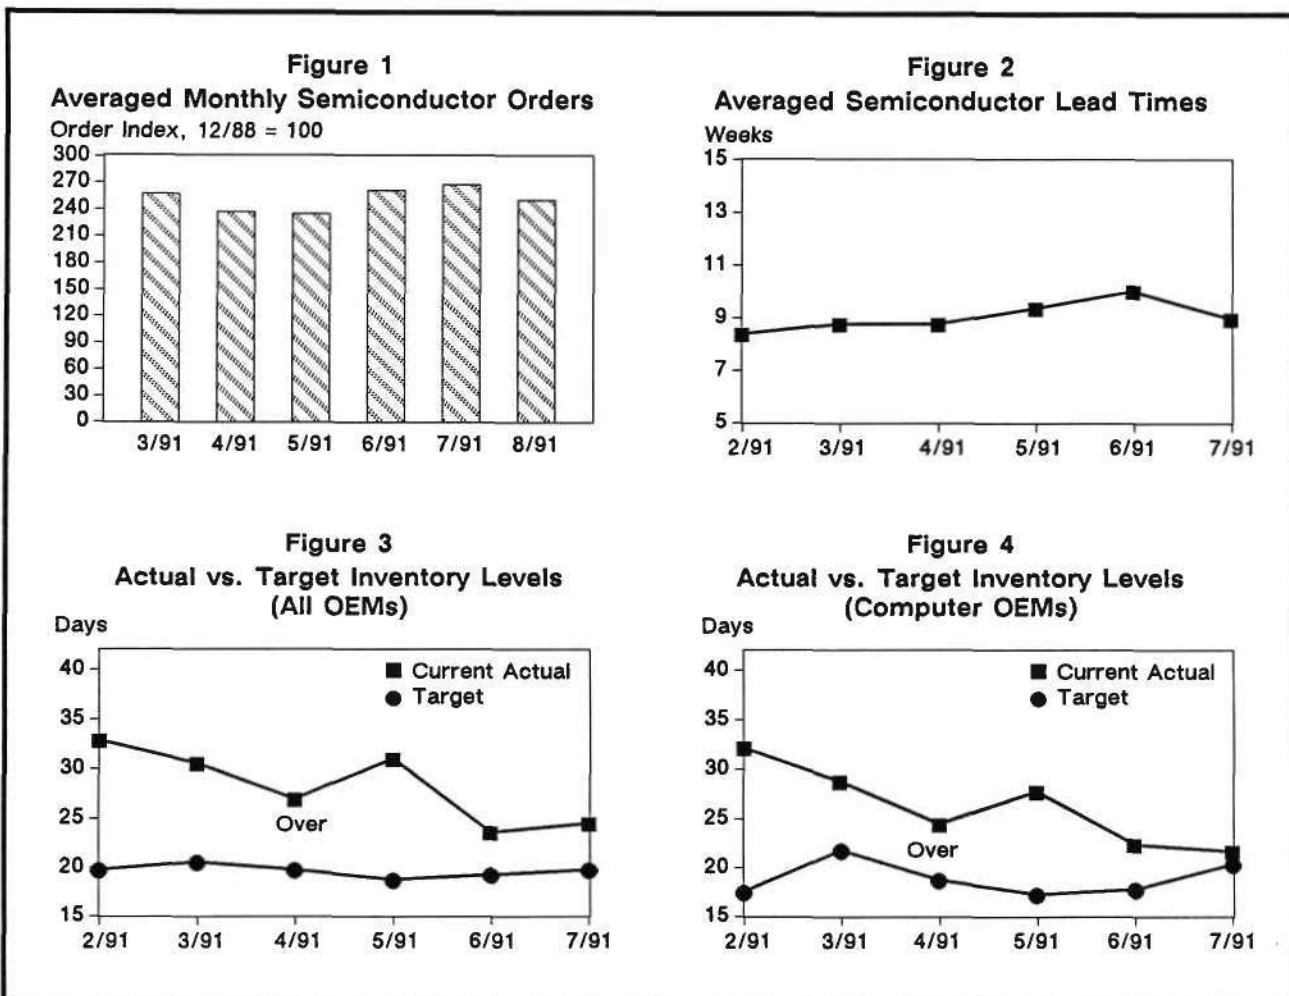 Figure 1
Averaged Monthly Semiconductor Orders
Order Index, 12/88 = 100
300
270
240
210
180
150
120
90
60
30
0
3/91 4/91 5/91 6/91 7/91 8/91
Figure 2
Averaged Semiconductor Lead Times
Weeks
15
13
11
9
7
5
2/91 3/91 4/91 5/91 6/91 7/91
Figure 3
Actual vs. Target Inventory Levels
(All OEMs)
Days
40
35
30
25
20
15
Current Actual
Target
Over
2/91 3/91 4/91 5/91 6/91 7/91
Figure 4
Actual vs. Target Inventory Levels
(Computer OEMs)
Days
40
35
30
25
20
15
Current Actual
Target
Over
2/91 3/91 4/91 5/91 6/91 7/91